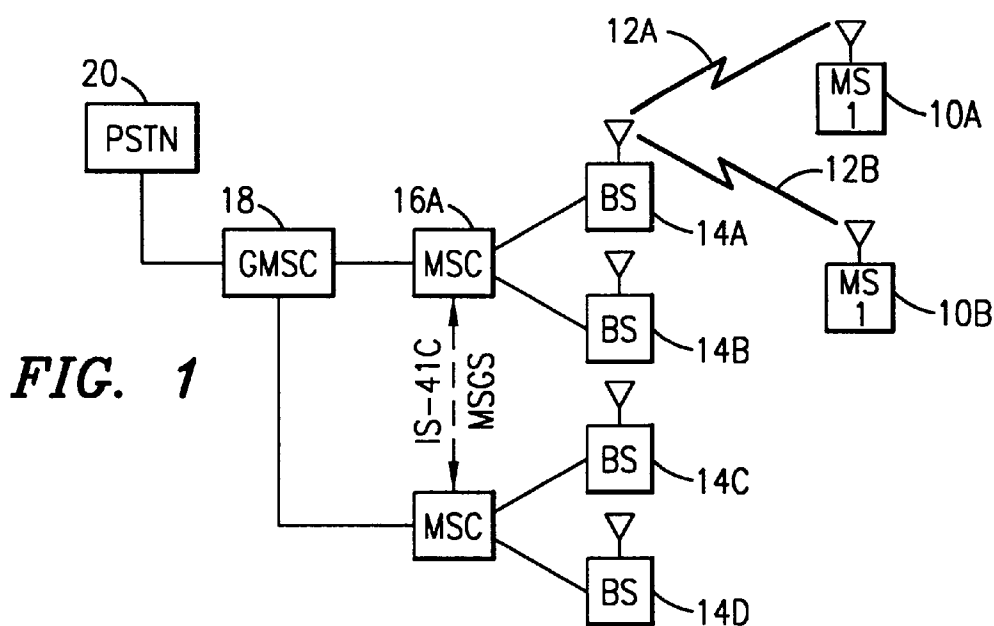 12A
20
PSTN
MS
1
10A
18
GMSC
16A
MSC
BS
14A
12B
MS
1
10B
BS
14B
FIG. 1
IS-41C
MSGS
BS
14C
MSC
BS
14D